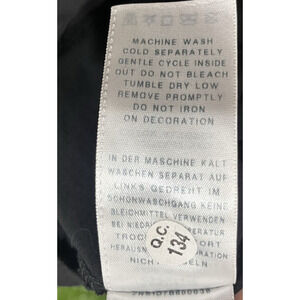 MACHINE WASH
COLD SEPARATELY
GENTLE CYCLE INSIDE
OUT DO NOT BLEACH
TUMBLE DRY LOW
REMOVE PROMPTLY
DO NOT IRON
ON DECORATION
IN DER MASCHINE KALT
WASCHEN SEPARAT AUF
LINKS GEDREHT IM
SCHONWASCHGANG KEINE
BLEICHMITTEL VERWENDEN
BEI
Q.C.
134